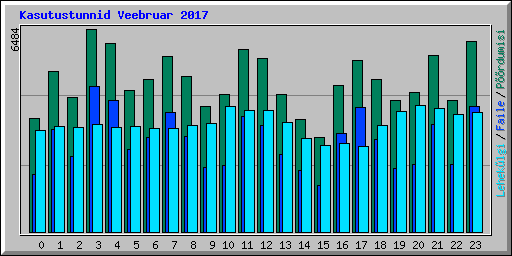 Kasutustunnid Veebruar 2017
6484
0 1 2 3 4 5 6 7 8 9 10 11 12 13 14 15 16 17 18 19 20 21 22 23
Lehekülgi / Faile / Pöördumisi